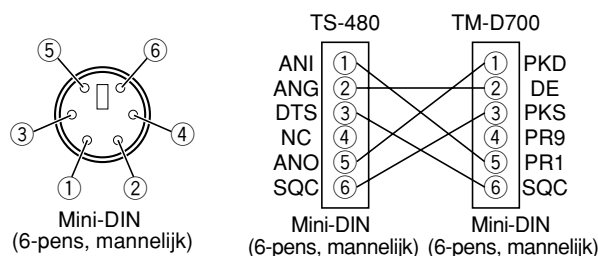 ⑤ ⑥
③ ④
① ②
Mini-DIN
(6-pens, mannelijk)
TS-480 TM-D700
ANI ① ① PKD
ANG ② ② DE
DTS ③ ③ PKS
NC ④ ④ PR9
ANO ⑤ ⑤ PR1
SQC ⑥ ⑥ SQC
Mini-DIN Mini-DIN
(6-pens, mannelijk) (6-pens, mannelijk)